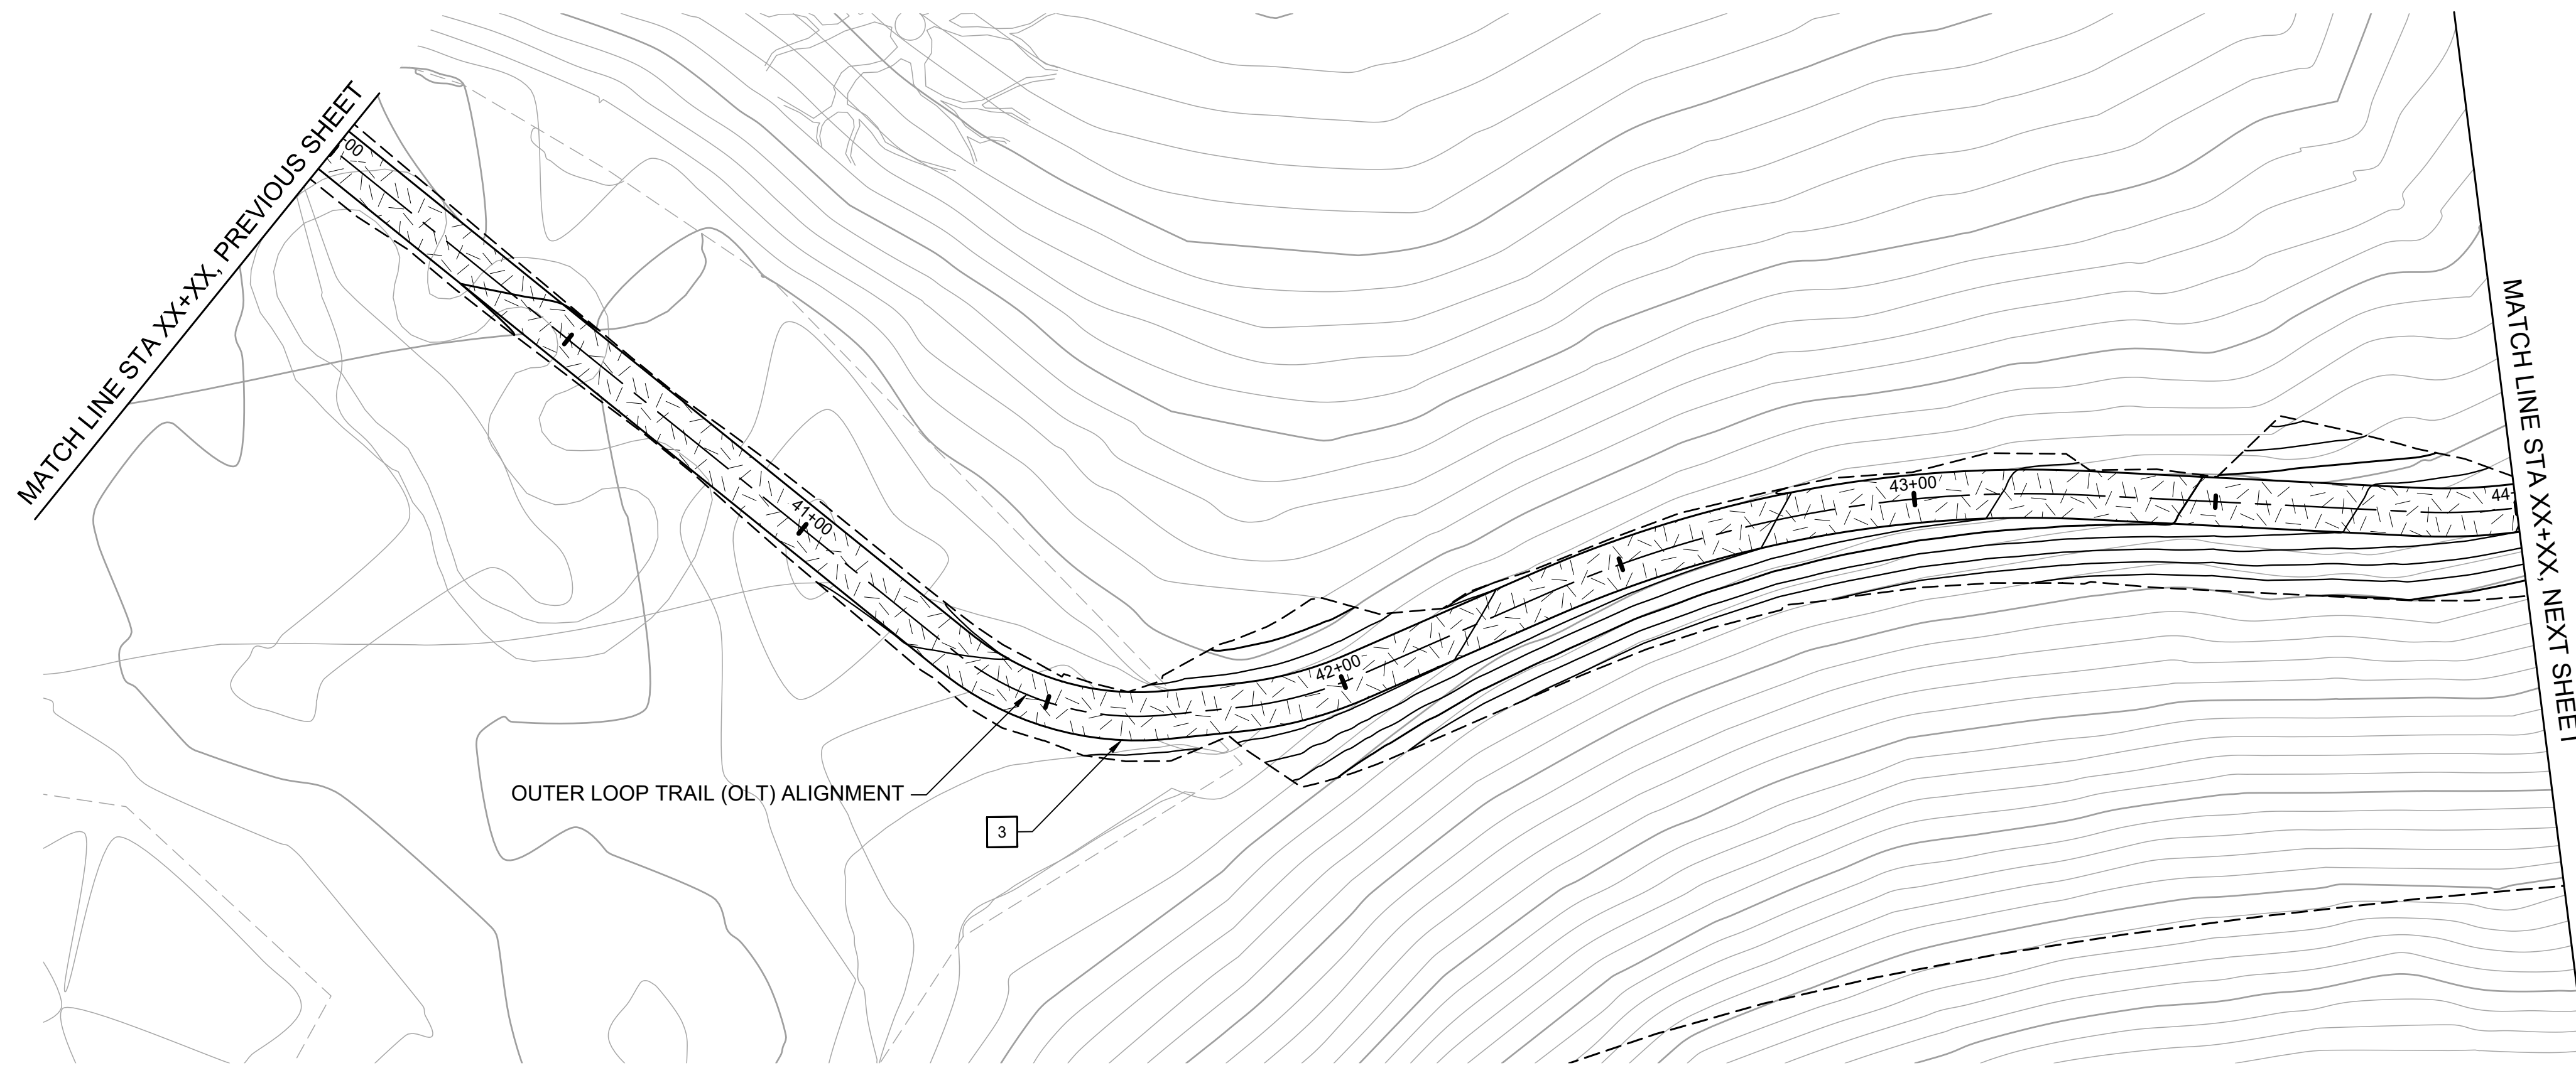 MATCH LINE STA XX+XX, PREVIOUS SHEET
-00
41+00
42+00
43+00
44+
MATCH LINE STA XX+XX, NEXT SHEET
OUTER LOOP TRAIL (OLT) ALIGNMENT
3